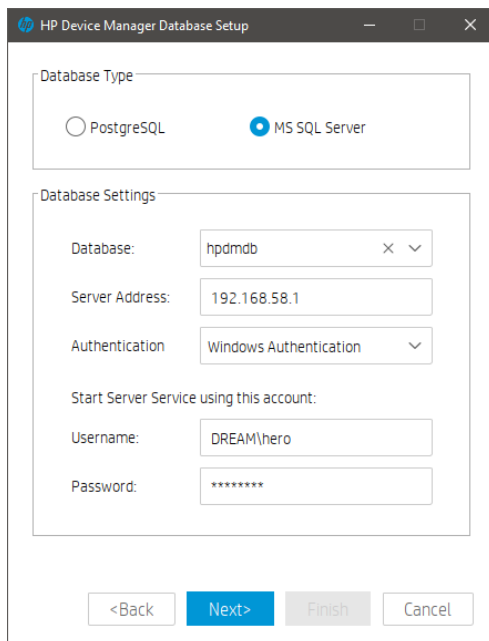 HP Device Manager Database Setup
Database Type
PostgreSQL
MS SQL Server
Database Settings
Database: hpdmdb
Server Address: 192.168.58.1
Authentication Windows Authentication
Start Server Service using this account:
Username: DREAM\hero
Password: ********
<Back Next> Finish Cancel